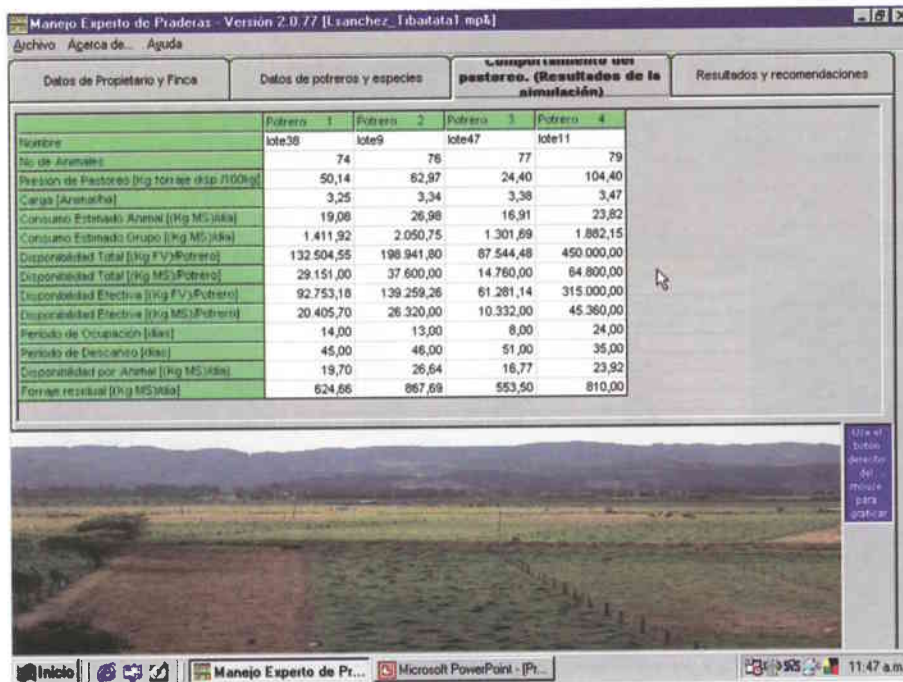 Manejo Experto de Praderas - Versión 2.0.77 [Lsanchez_Tibaitata1.mp&]
Archivo Acerca de... Ayuda
Datos de Propietario y Finca
Datos de potreros y especies
Comportamiento del pastoreo. (Resultados de la simulación)
Resultados y recomendaciones
Potrero 1 Potrero 2 Potrero 3 Potrero 4
Nombre lote38 lote9 lote47 lote11
No de Animales 74 76 77 79
Presión de Pastoreo [Kg forraje disp /100kg] 50,14 62,97 24,40 104,40
Carga [Animal/ha] 3,25 3,34 3,38 3,47
Consumo Estimado Animal [(Kg MS)/dia] 19,08 26,98 16,91 23,82
Consumo Estimado Grupo [(Kg MS)/dia] 1.411,92 2.050,75 1.301,69 1.882,15
Disponibilidad Total [(Kg FV)/Potrero] 132.504,55 198.941,80 87.544,48 450.000,00
Disponibilidad Total [(Kg MS)/Potrero] 29.151,00 37.600,00 14.760,00 64.800,00
Disponibilidad Efectiva [(Kg FV)/Potrero] 92.753,18 139.259,26 61.281,14 315.000,00
Disponibilidad Efectiva [(Kg MS)/Potrero] 20.405,70 26.320,00 10.332,00 45.360,00
Periodo de Ocupación [dias] 14,00 13,00 8,00 24,00
Periodo de Descanso [dias] 45,00 46,00 51,00 35,00
Disponibilidad por Animal [(Kg MS)/dia] 19,70 26,64 16,77 23,92
Forraje residual [(Kg MS)/dia] 624,66 867,69 553,50 810,00
Use el
botón
derecho
del
mouse
para
graficar
Inicio Manejo Experto de Pr... Microsoft PowerPoint - [Pr... 11:47 a.m